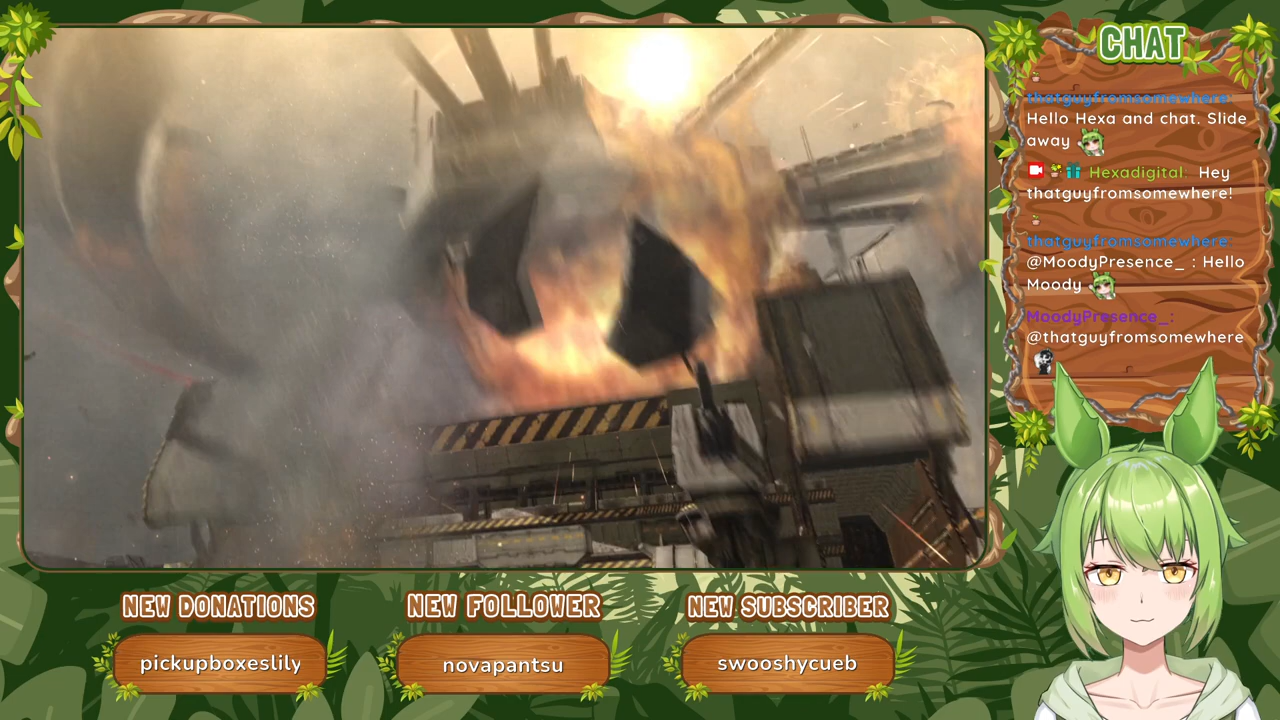 CHAT
thatguyfromsomewhere:
Hello Hexa and chat. Slide
away
Hexadigital: Hey
thatguyfromsomewhere!
thatguyfromsomewhere:
@MoodyPresence_ : Hello
Moody
MoodyPresence_:
@thatguyfromsomewhere
NEW DONATIONS
NEW FOLLOWER
NEW SUBSCRIBER
pickupboxeslily
novapantsu
swooshycueb